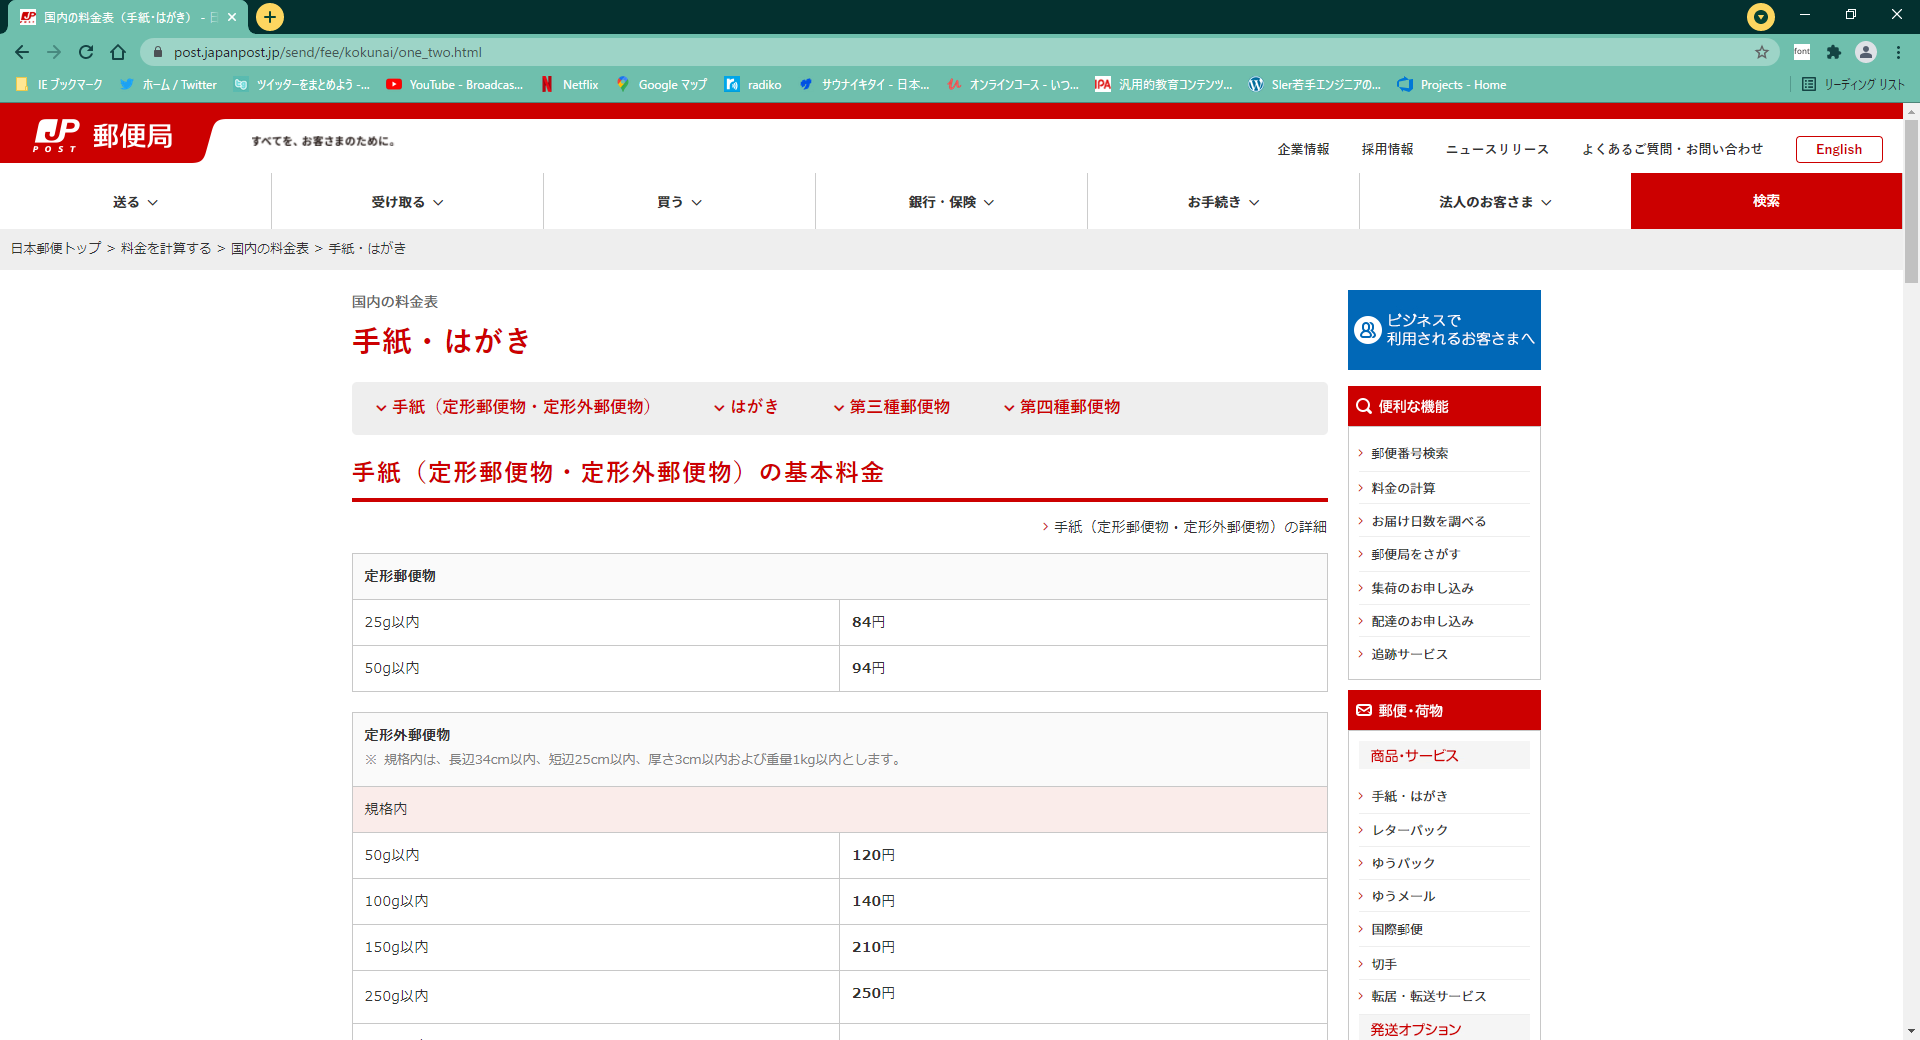 国内の料金表（手紙・はがき） - 日
post.japanpost.jp/send/fee/kokunai/one_two.html
font
IE ブックマーク ホーム / Twitter ツイッターをまとめよう -... YouTube - Broadcas... Netflix Google マップ radiko サウナイキタイ - 日本... オンラインコース - いつ... IPA 汎用的教育コンテンツ... SIer若手エンジニアの... Projects - Home リーディング リスト
JP POST 郵便局
すべてを、お客さまのために。
企業情報 採用情報 ニュースリリース よくあるご質問・お問い合わせ English
送る 受け取る 買う 銀行・保険 お手続き 法人のお客さま 検索
日本郵便トップ > 料金を計算する > 国内の料金表 > 手紙・はがき
国内の料金表
手紙・はがき
手紙（定形郵便物・定形外郵便物） はがき 第三種郵便物 第四種郵便物
手紙（定形郵便物・定形外郵便物）の基本料金
手紙（定形郵便物・定形外郵便物）の詳細
定形郵便物
25g以内 84円
50g以内 94円
定形外郵便物
※ 規格内は、長辺34cm以内、短辺25cm以内、厚さ3cm以内および重量1kg以内とします。
規格内
50g以内 120円
100g以内 140円
150g以内 210円
250g以内 250円
ビジネスで
利用されるお客さまへ
便利な機能
郵便番号検索
料金の計算
お届け日数を調べる
郵便局をさがす
集荷のお申し込み
配達のお申し込み
追跡サービス
郵便・荷物
商品・サービス
手紙・はがき
レターパック
ゆうパック
ゆうメール
国際郵便
切手
転居・転送サービス
発送オプション